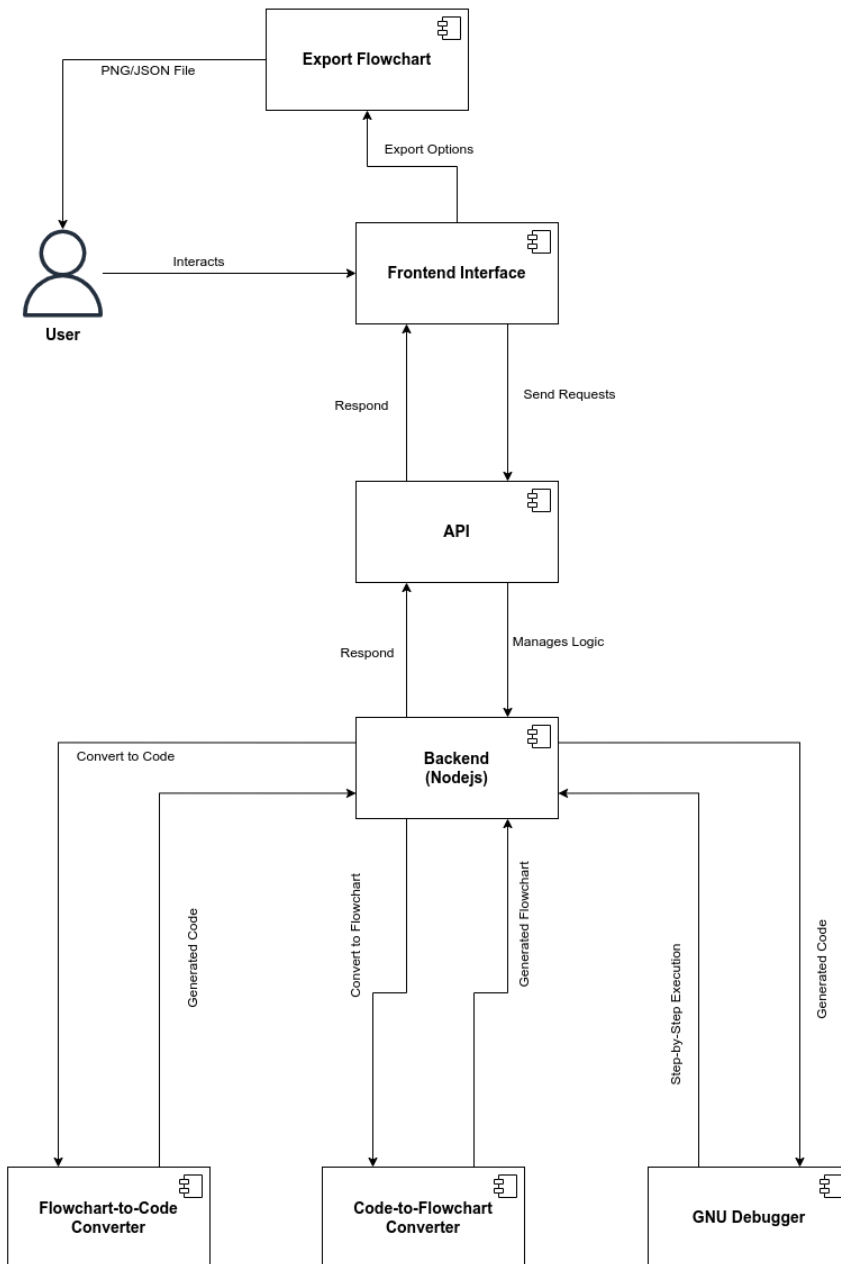 Export Flowchart
PNG/JSON File
Export Options
Frontend Interface
Interacts
User
Respond
Send Requests
API
Respond
Manages Logic
Backend
(Nodejs)
Convert to Code
Generated Code
Convert to Flowchart
Generated Flowchart
Step-by-Step Execution
Generated Code
Flowchart-to-Code
Converter
Code-to-Flowchart
Converter
GNU Debugger